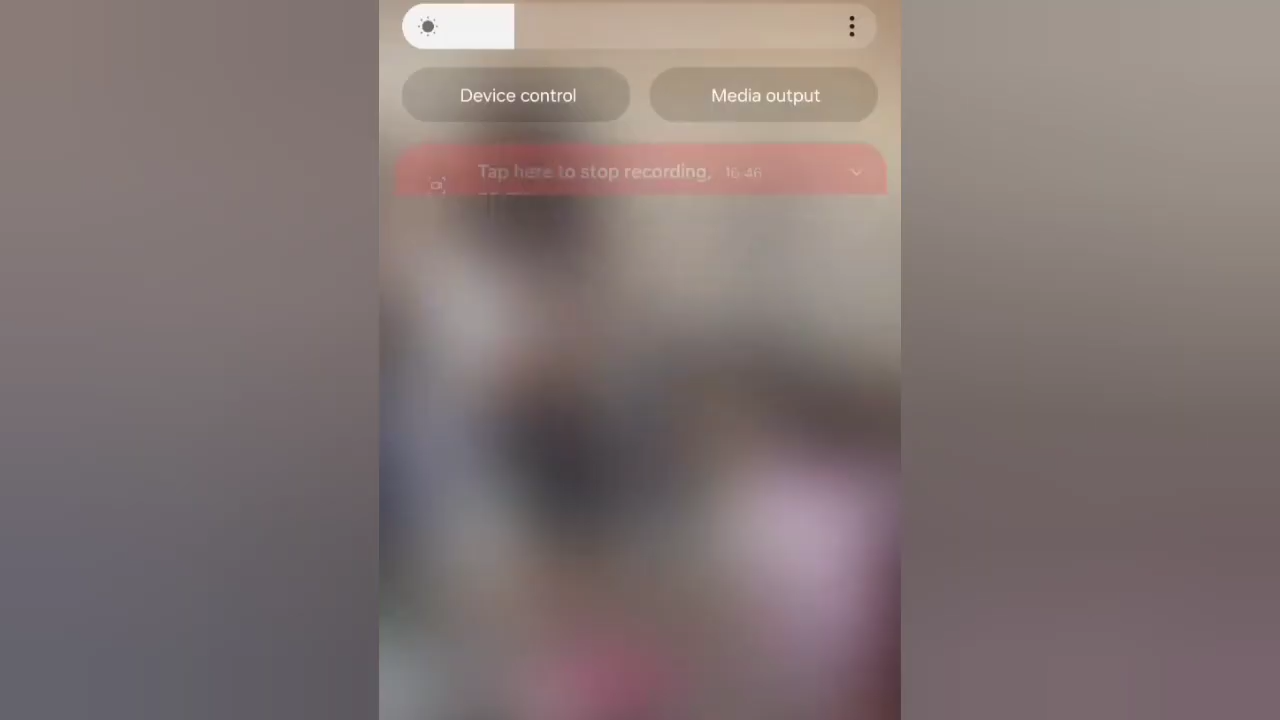 Device control
Media output
Tap here to stop recording, 16:46